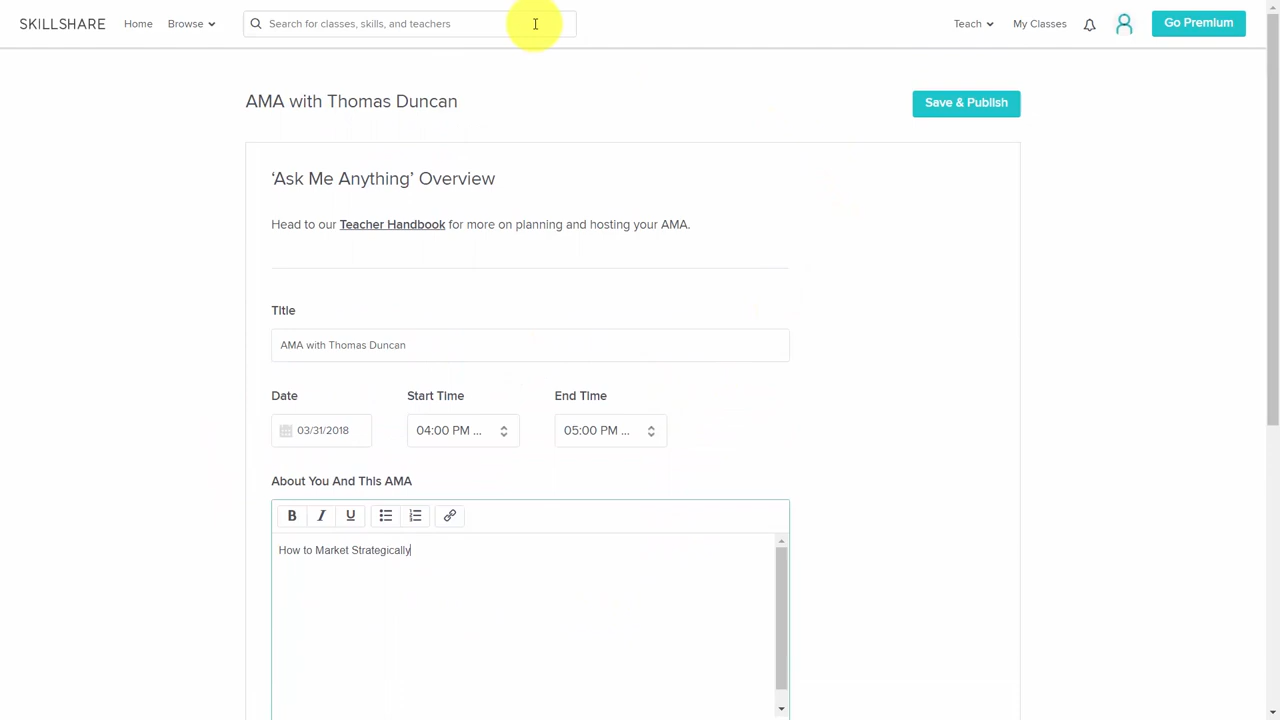 SKILLSHARE Home Browse Search for classes, skills, and teachers Teach My Classes Go Premium
AMA with Thomas Duncan Save & Publish
‘Ask Me Anything’ Overview
Head to our Teacher Handbook for more on planning and hosting your AMA.
Title
AMA with Thomas Duncan
Date Start Time End Time
03/31/2018 04:00 PM ... 05:00 PM ...
About You And This AMA
B I U
How to Market Strategically